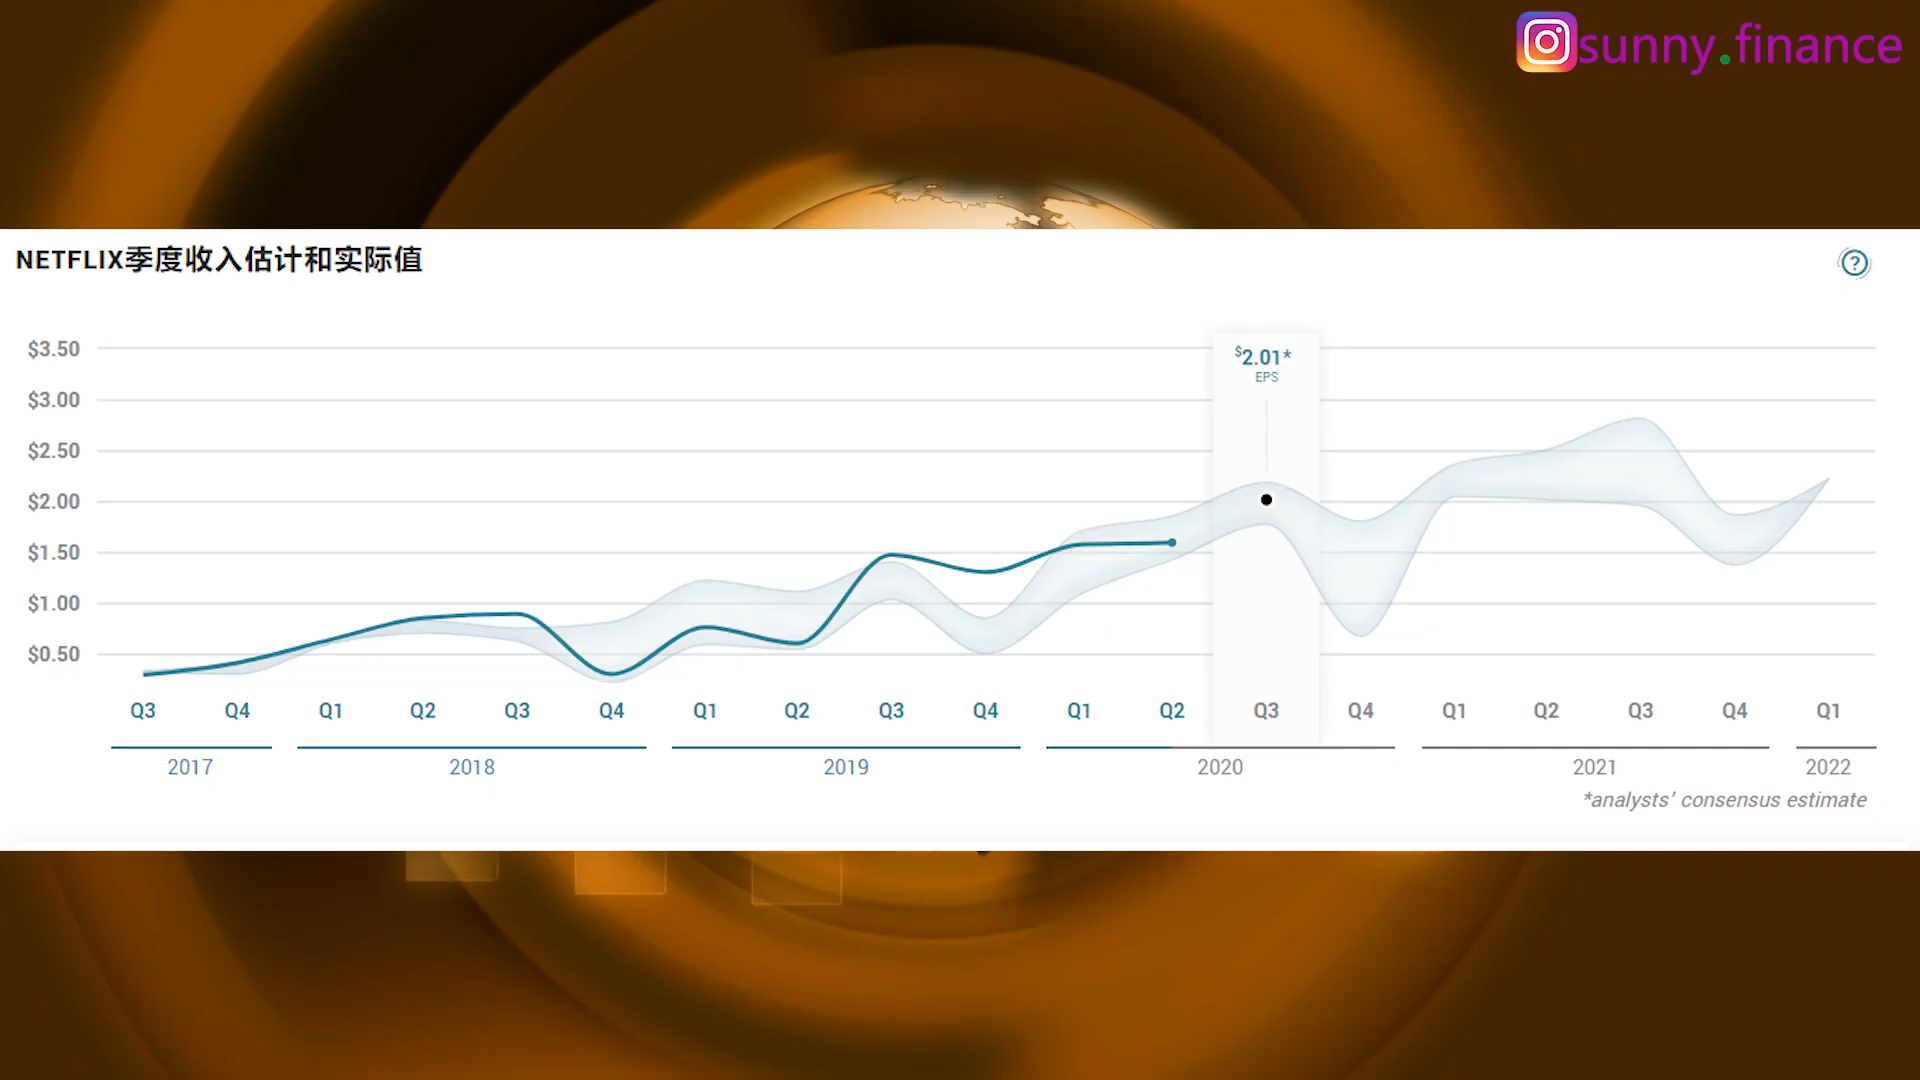 sunny.finance
NETFLIX季度收入估计和实际值
?
$3.50
$3.00
$2.50
$2.00
$1.50
$1.00
$0.50
$2.01*
EPS
Q3 Q4 Q1 Q2 Q3 Q4 Q1 Q2 Q3 Q4 Q1 Q2 Q3 Q4 Q1 Q2 Q3 Q4 Q1
2017 2018 2019 2020 2021 2022
*analysts’ consensus estimate